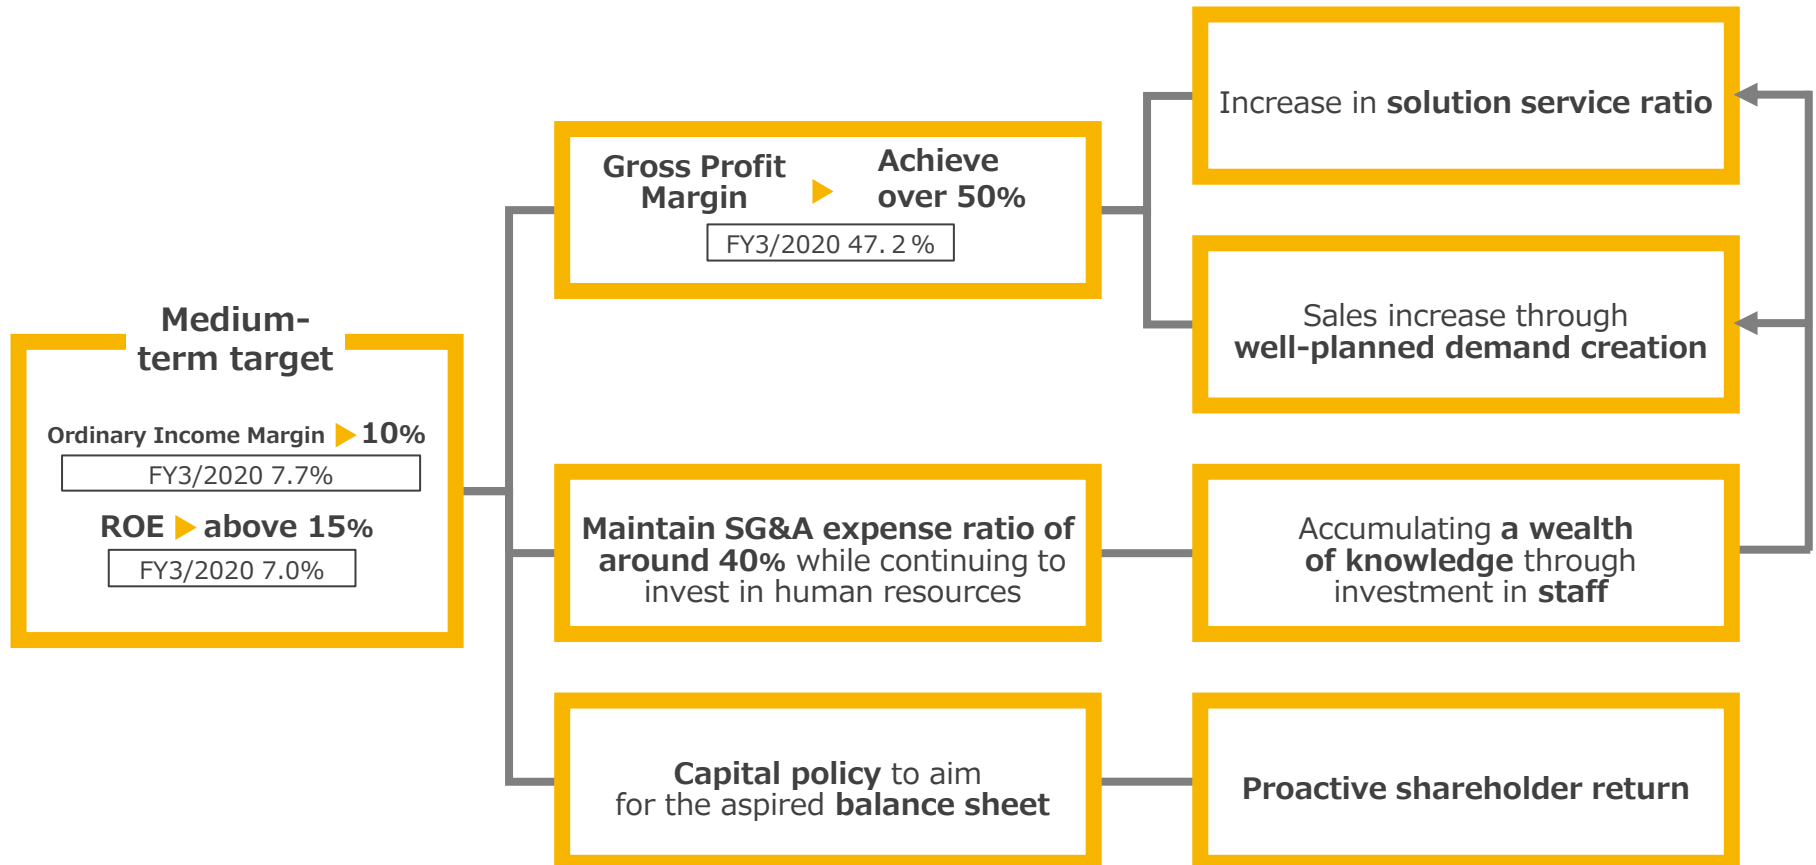 Medium-
term target
Ordinary Income Margin ▶ 10%
FY3/2020 7.7%
ROE ▶ above 15%
FY3/2020 7.0%
Gross Profit
Margin
▶
Achieve
over 50%
FY3/2020 47.2%
Increase in solution service ratio
Sales increase through
well-planned demand creation
Maintain SG&A expense ratio of
around 40% while continuing to
invest in human resources
Accumulating a wealth
of knowledge through
investment in staff
Capital policy to aim
for the aspired balance sheet
Proactive shareholder return